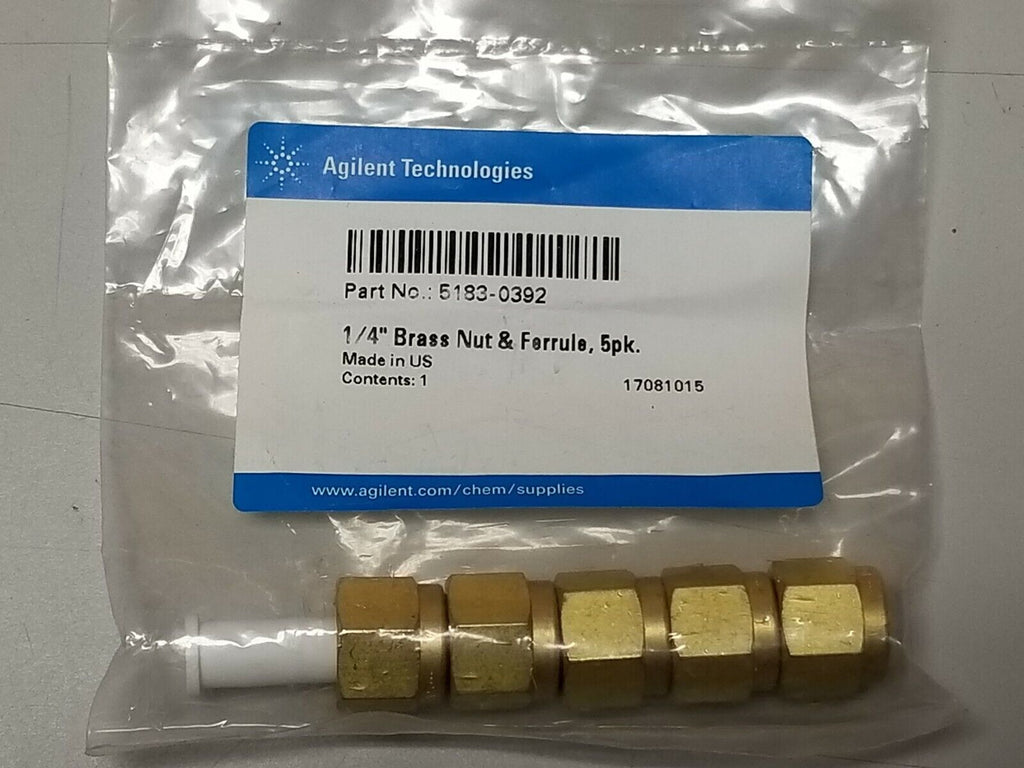 Agilent Technologies
Part No.: 5183-0392
1/4" Brass Nut & Ferrule, 5pk.
Made in US
Contents: 1
17081015
www.agilent.com/chem/supplies